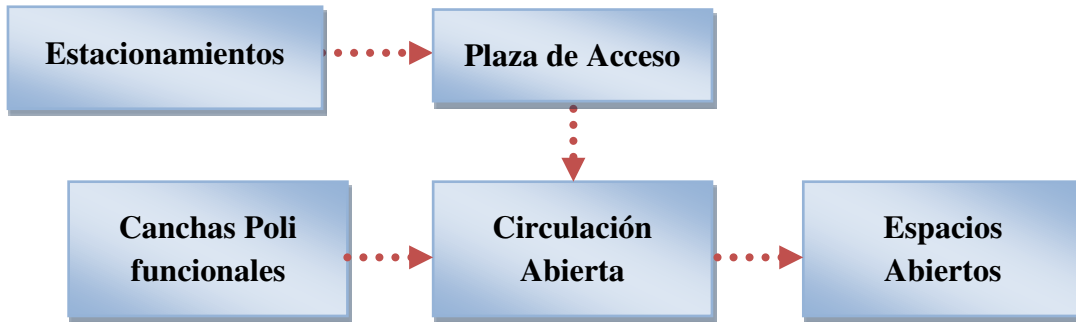 Estacionamientos
Plaza de Acceso
Canchas Poli
funcionales
Circulación
Abierta
Espacios
Abiertos